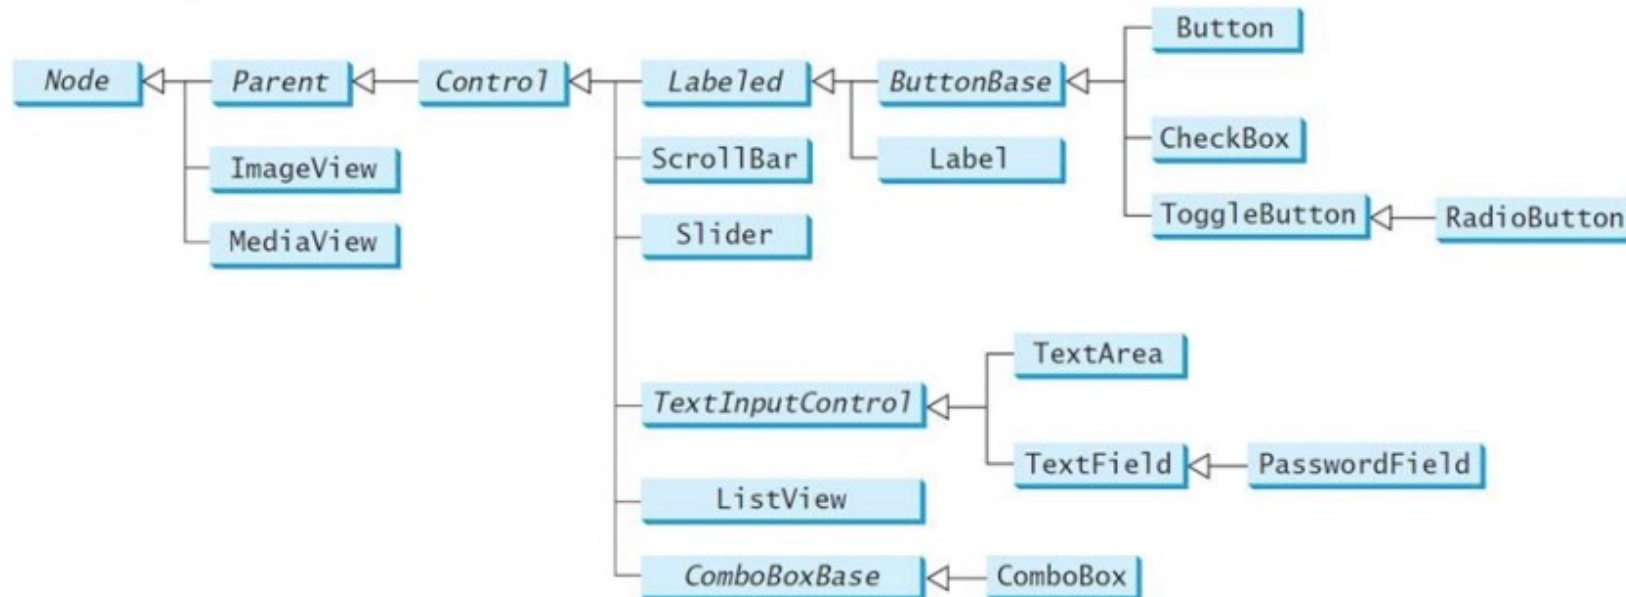 Node
Parent
ImageView
MediaView
Control
Labeled
ScrollBar
Slider
TextInputControl
ListView
ComboBoxBase
ButtonBase
Label
Button
CheckBox
ToggleButton
RadioButton
TextArea
TextField
PasswordField
ComboBox